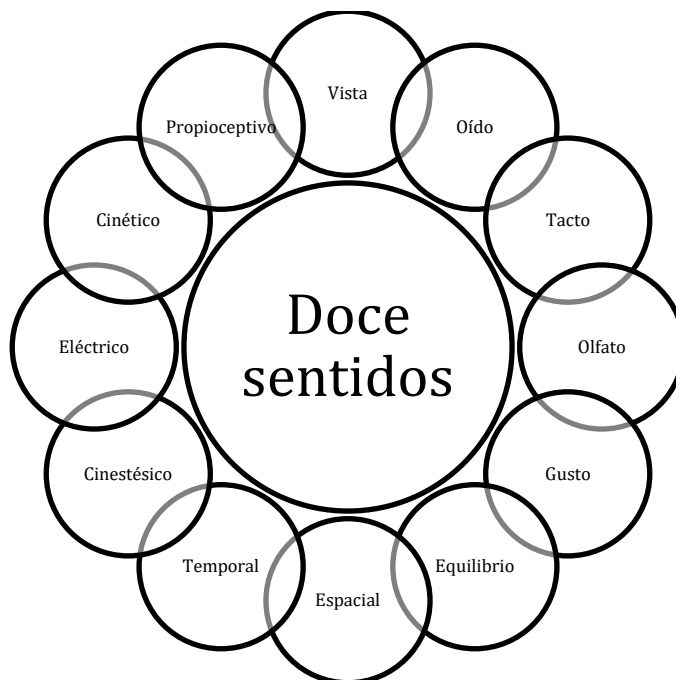 Vista
Oído
Tacto
Olfato
Gusto
Equilibrio
Espacial
Temporal
Cinestésico
Eléctrico
Cinético
Propioceptivo
Doce
sentidos